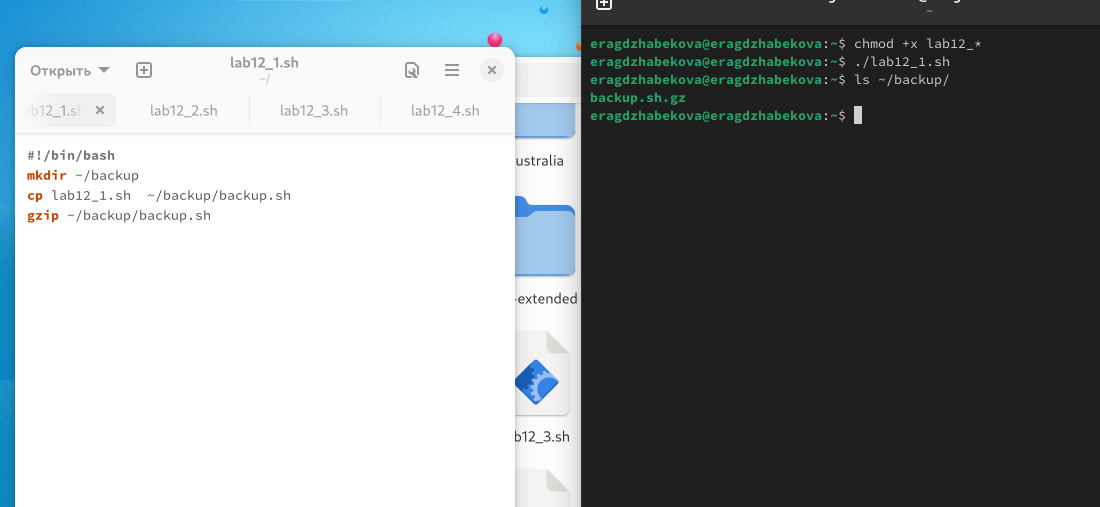 Открыть
lab12_1.sh
~/
lab12_1.sh
lab12_2.sh
lab12_3.sh
lab12_4.sh
#!/bin/bash
mkdir ~/backup
cp lab12_1.sh  ~/backup/backup.sh
gzip ~/backup/backup.sh
ustralia
-extended
b12_3.sh
~
eragdzhabekova@eragdzhabekova:~$ chmod +x lab12_*
eragdzhabekova@eragdzhabekova:~$ ./lab12_1.sh
eragdzhabekova@eragdzhabekova:~$ ls ~/backup/
backup.sh.gz
eragdzhabekova@eragdzhabekova:~$